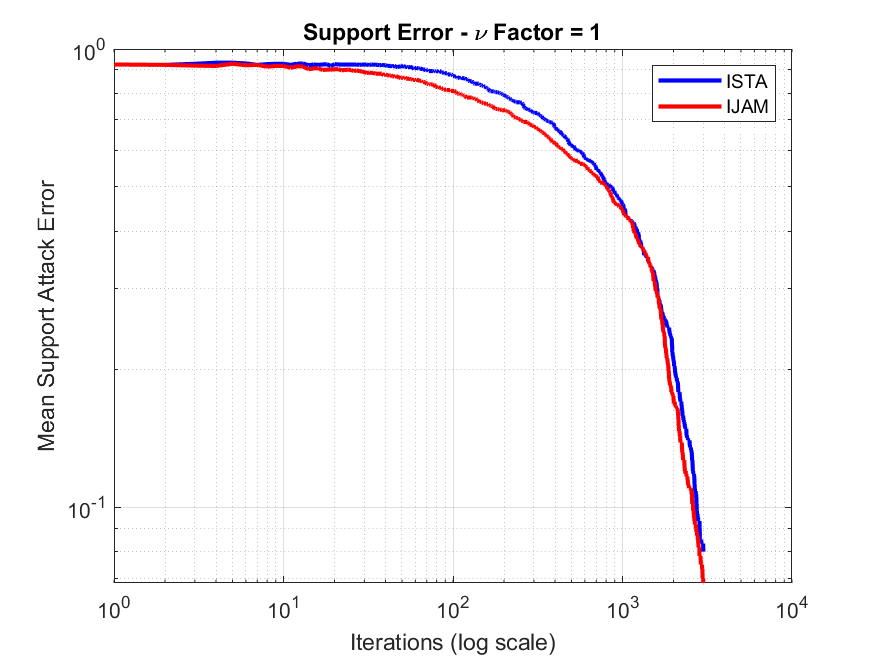 Support Error - ν Factor = 1
ISTA
IJAM
Mean Support Attack Error
10^0
10^-1
10^0 10^1 10^2 10^3 10^4
Iterations (log scale)